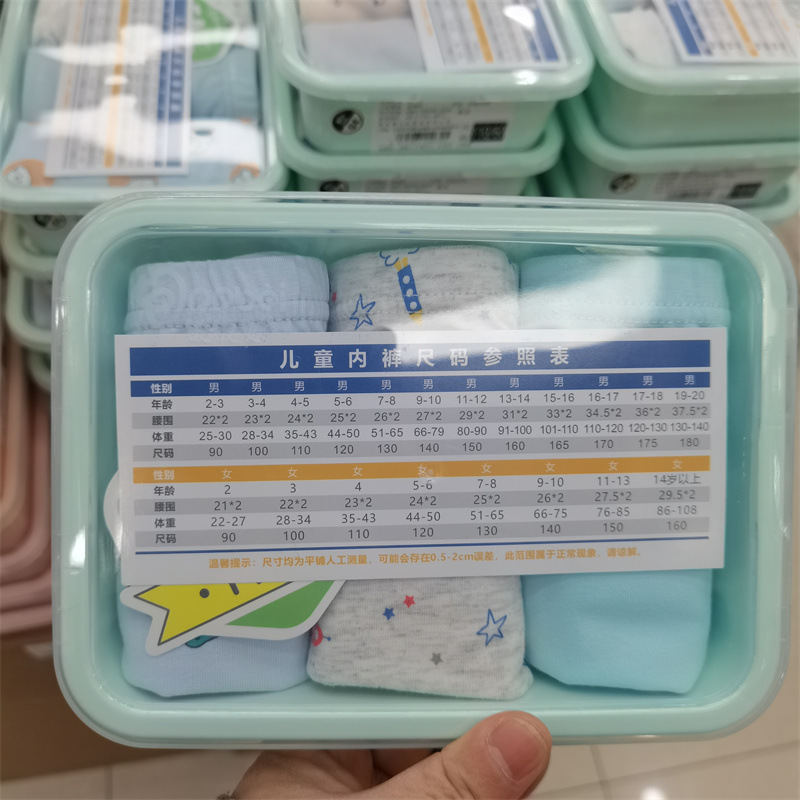 儿童内裤尺码参照表
性别 男 男 男 男 男 男 男 男 男 男 男 男
年龄 2-3 3-4 4-5 5-6 7-8 9-10 11-12 13-14 15-16 16-17 17-18 19-20
腰围 22*2 23*2 24*2 25*2 26*2 27*2 29*2 31*2 33*2 34.5*2 36*2 37.5*2
体重 25-30 28-34 35-43 44-50 51-65 66-79 80-90 91-100 101-110 110-120 120-130 130-140
尺码 90 100 110 120 130 140 150 160 165 170 175 180
性别 女 女 女 女 女 女 女 女
年龄 2 3 4 5-6 7-8 9-10 11-13 14岁以上
腰围 21*2 22*2 23*2 24*2 25*2 26*2 27.5*2 29.5*2
体重 22-27 28-34 35-43 44-50 51-65 66-75 76-85 86-108
尺码 90 100 110 120 130 140 150 160
温馨提示：尺寸均为平铺人工测量，可能会存在0.5-2cm误差，此范围属于正常现象，请谅解。